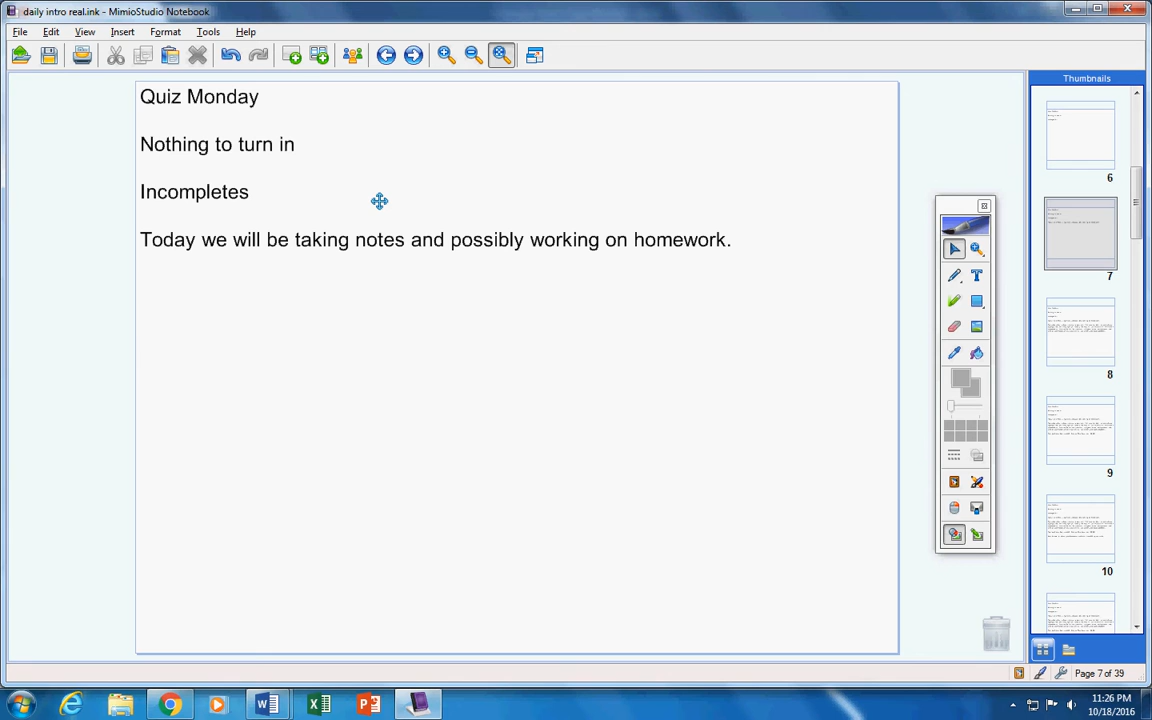 daily intro real.ink - MimioStudio Notebook
File Edit View Insert Format Tools Help
Quiz Monday
Nothing to turn in
Incompletes
Today we will be taking notes and possibly working on homework.
Thumbnails
6
7
8
9
10
Page 7 of 39
11:26 PM
10/18/2016